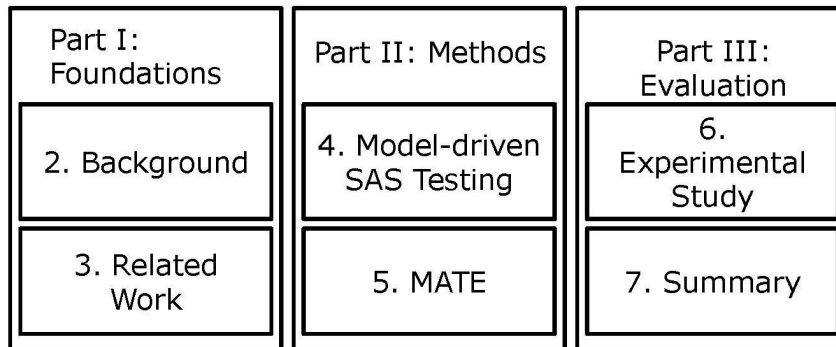 Part I:
Foundations
2. Background
3. Related
Work
Part II: Methods
4. Model-driven
SAS Testing
5. MATE
Part III:
Evaluation
6.
Experimental
Study
7. Summary